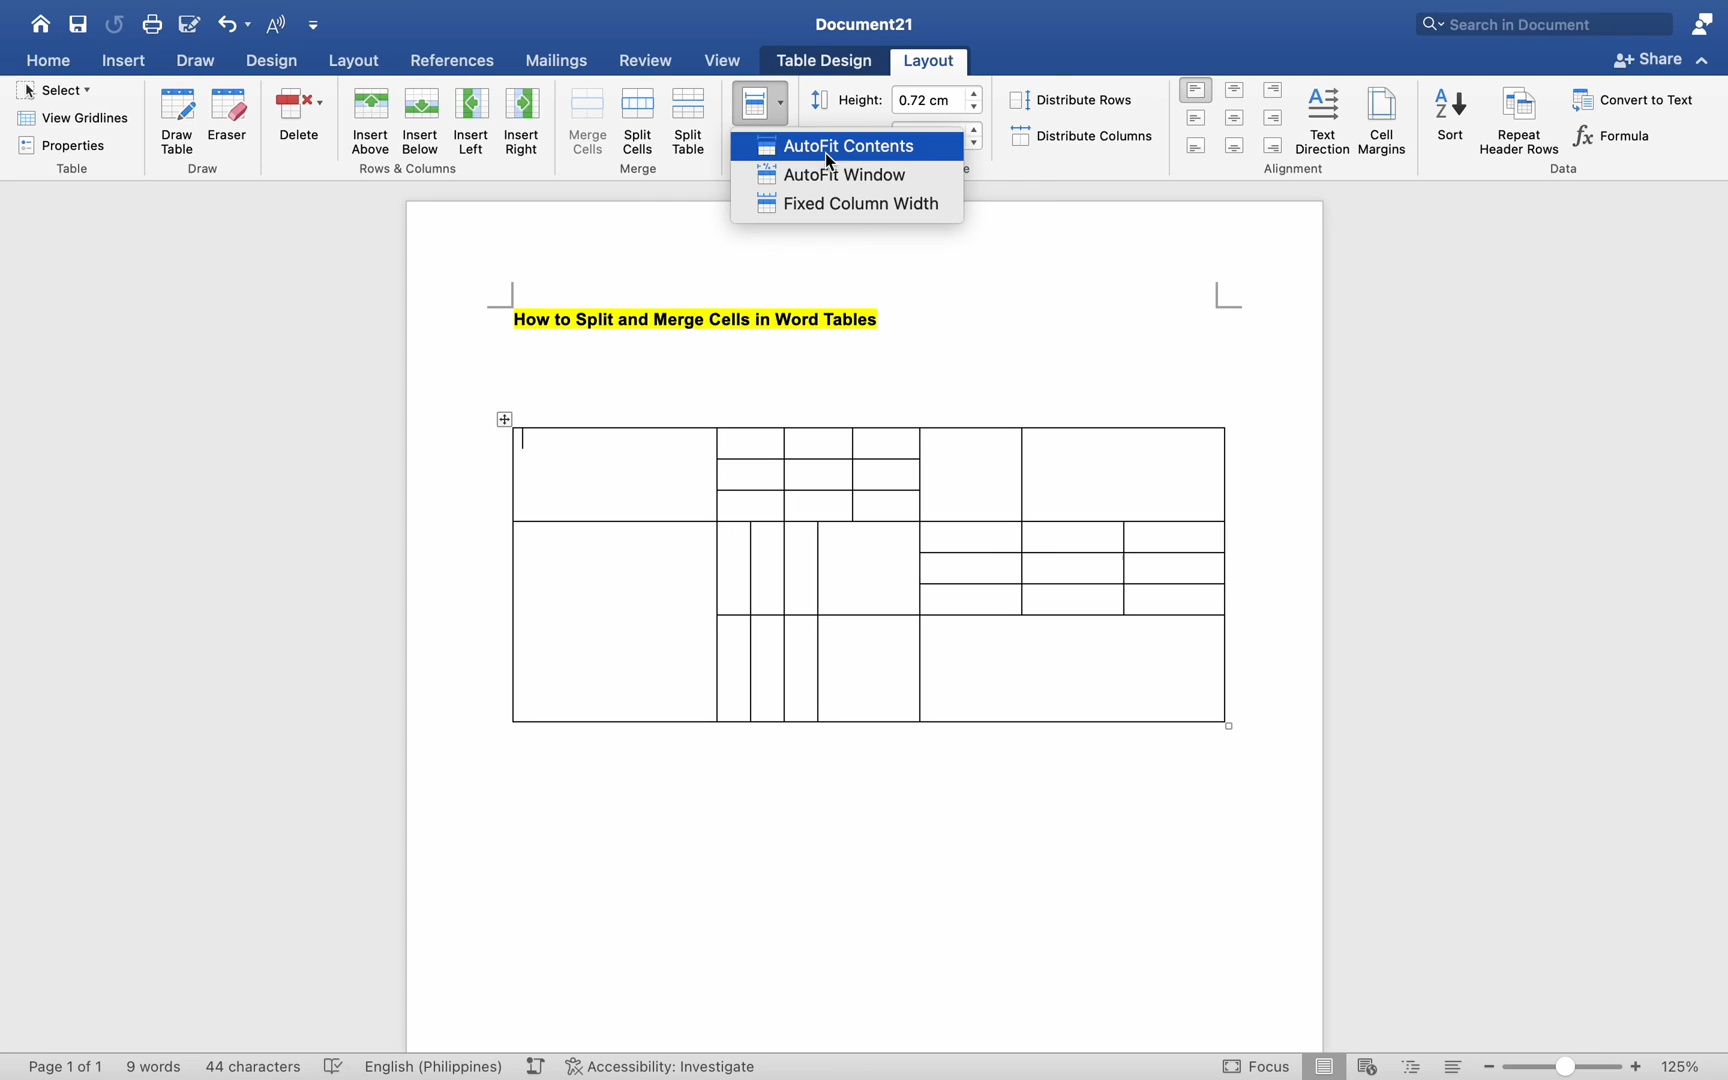 Document21
Search in Document
Home Insert Draw Design Layout References Mailings Review View Table Design Layout
Share
Select
View Gridlines
Properties
Table
Draw Table
Eraser
Draw
Delete
Insert Above
Insert Below
Insert Left
Insert Right
Rows & Columns
Merge Cells
Split Cells
Split Table
Merge
Height: 0.72 cm
Distribute Rows
Distribute Columns
AutoFit Contents
AutoFit Window
Fixed Column Width
Text Direction
Cell Margins
Alignment
Sort
Repeat Header Rows
Convert to Text
Formula
Data
How to Split and Merge Cells in Word Tables
Page 1 of 1 9 words 44 characters English (Philippines) Accessibility: Investigate Focus 125%